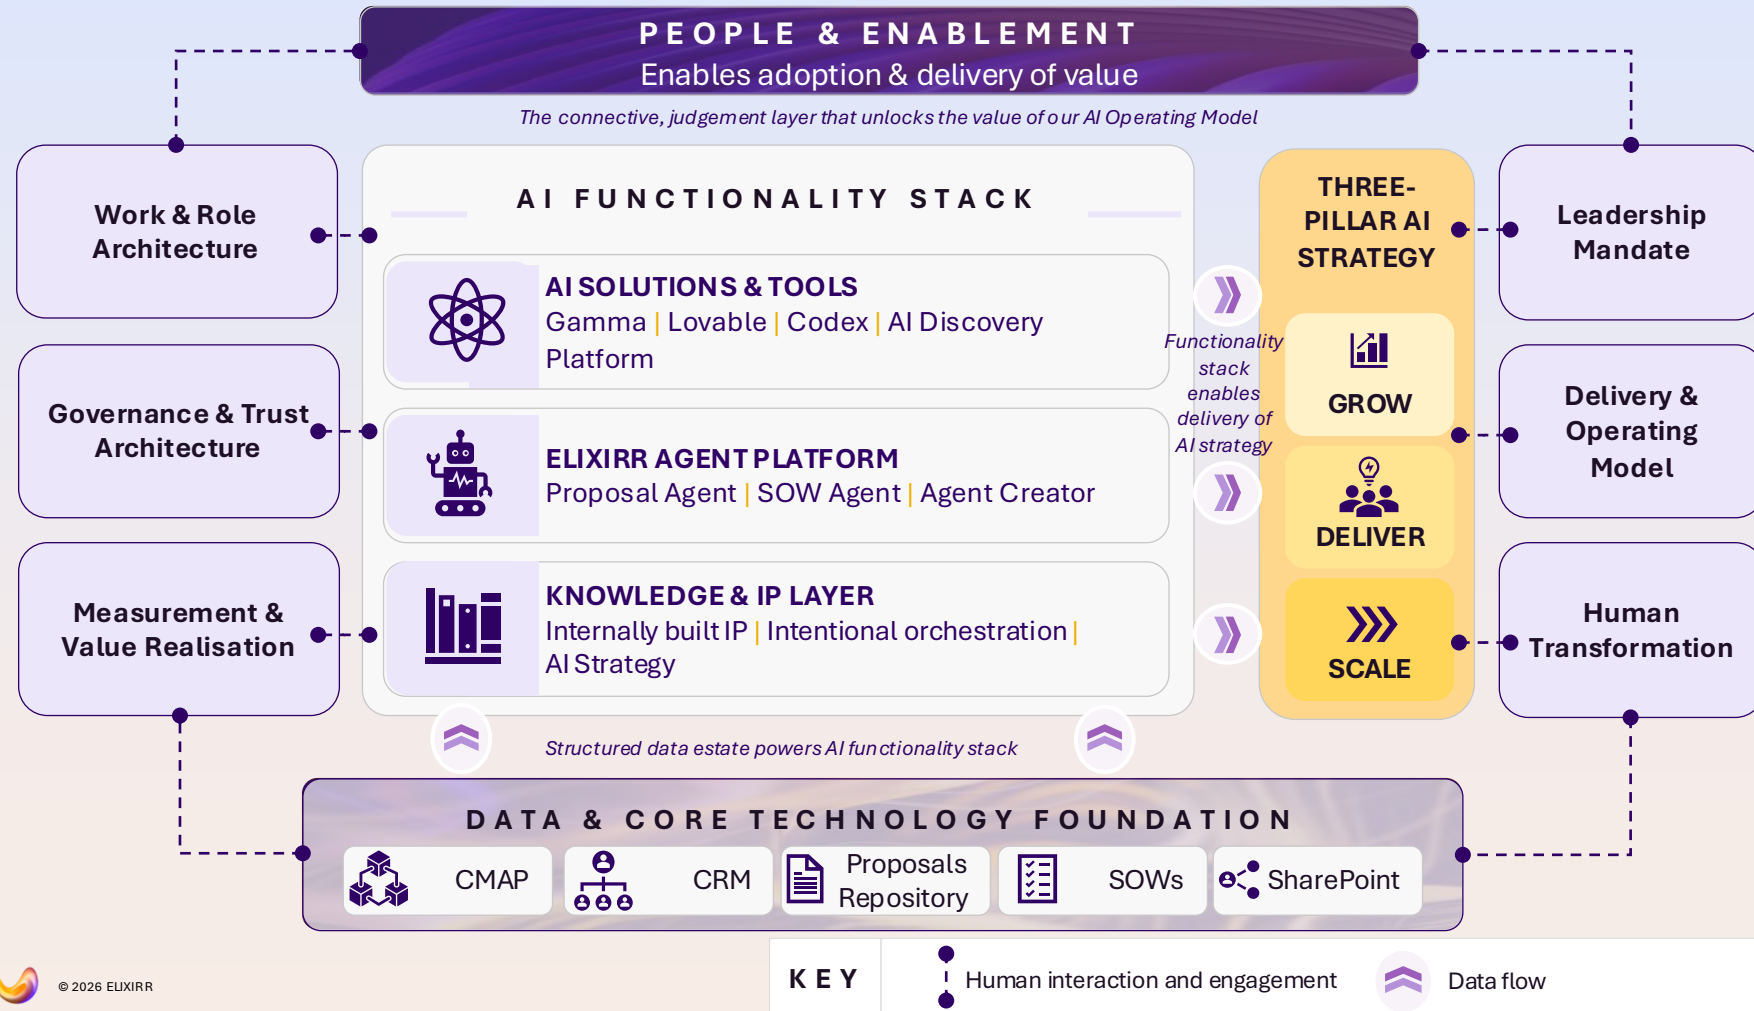 PEOPLE & ENABLEMENT
Enables adoption & delivery of value
The connective, judgement layer that unlocks the value of our AI Operating Model
Work & Role
Architecture
Governance & Trust
Architecture
Measurement &
Value Realisation
AI FUNCTIONALITY STACK
AI SOLUTIONS & TOOLS
Gamma | Lovable | Codex | AI Discovery
Platform
ELIXIRR AGENT PLATFORM
Proposal Agent | SOW Agent | Agent Creator
KNOWLEDGE & IP LAYER
Internally built IP | Intentional orchestration |
AI Strategy
Functionality
stack
enables
delivery of
AI strategy
THREE-
PILLAR AI
STRATEGY
GROW
DELIVER
SCALE
Leadership
Mandate
Delivery &
Operating
Model
Human
Transformation
Structured data estate powers AI functionality stack
DATA & CORE TECHNOLOGY FOUNDATION
CMAP
CRM
Proposals
Repository
SOWs
SharePoint
KEY
Human interaction and engagement
Data flow
© 2026 ELIXIRR